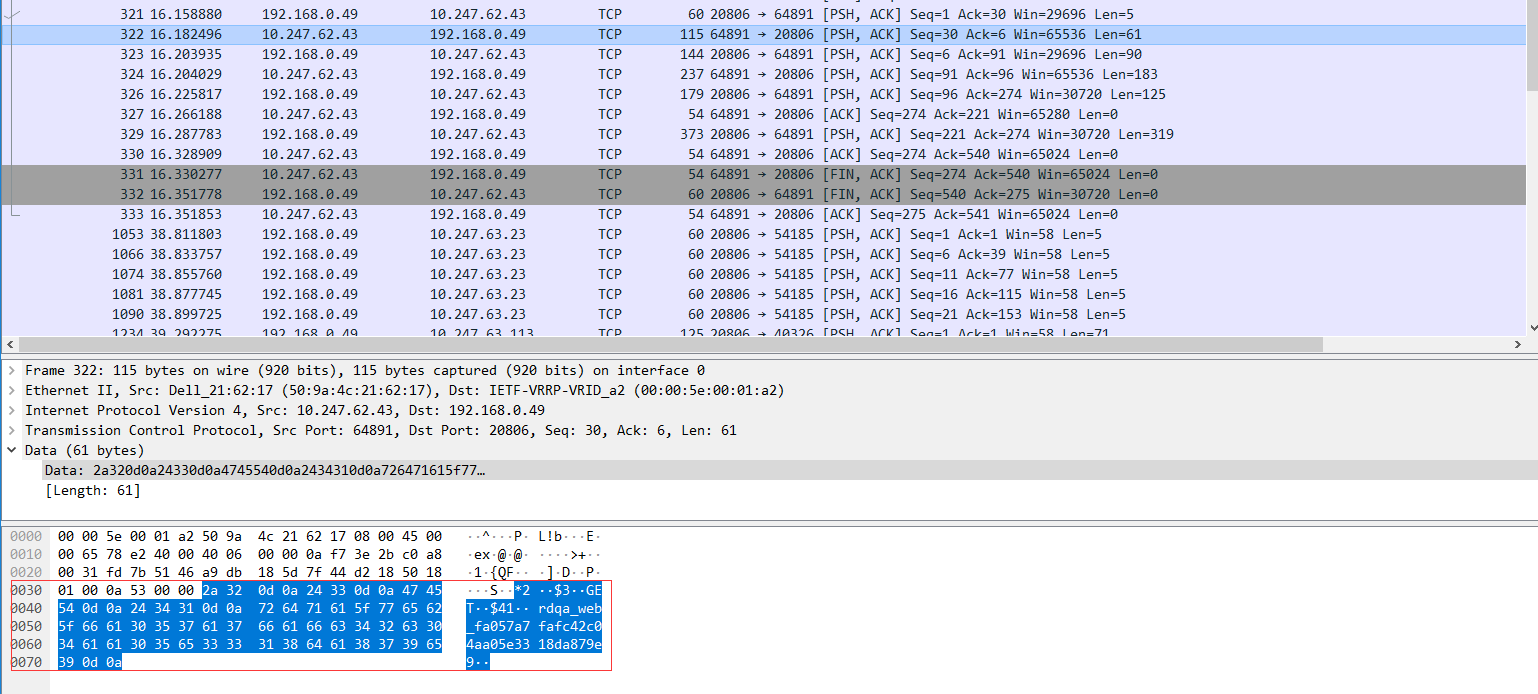 321 16.158880 192.168.0.49 10.247.62.43 TCP 60 20806 → 64891 [PSH, ACK] Seq=1 Ack=30 Win=29696 Len=5
322 16.182496 10.247.62.43 192.168.0.49 TCP 115 64891 → 20806 [PSH, ACK] Seq=30 Ack=6 Win=65536 Len=61
323 16.203935 192.168.0.49 10.247.62.43 TCP 144 20806 → 64891 [PSH, ACK] Seq=6 Ack=91 Win=29696 Len=90
324 16.204029 10.247.62.43 192.168.0.49 TCP 237 64891 → 20806 [PSH, ACK] Seq=91 Ack=96 Win=65536 Len=183
326 16.225817 192.168.0.49 10.247.62.43 TCP 179 20806 → 64891 [PSH, ACK] Seq=96 Ack=274 Win=30720 Len=125
327 16.266188 10.247.62.43 192.168.0.49 TCP 54 64891 → 20806 [ACK] Seq=274 Ack=221 Win=65280 Len=0
329 16.287783 192.168.0.49 10.247.62.43 TCP 373 20806 → 64891 [PSH, ACK] Seq=221 Ack=274 Win=30720 Len=319
330 16.328909 10.247.62.43 192.168.0.49 TCP 54 64891 → 20806 [ACK] Seq=274 Ack=540 Win=65024 Len=0
331 16.330277 10.247.62.43 192.168.0.49 TCP 54 64891 → 20806 [FIN, ACK] Seq=274 Ack=540 Win=65024 Len=0
332 16.351778 192.168.0.49 10.247.62.43 TCP 60 20806 → 64891 [FIN, ACK] Seq=540 Ack=275 Win=30720 Len=0
333 16.351853 10.247.62.43 192.168.0.49 TCP 54 64891 → 20806 [ACK] Seq=275 Ack=541 Win=65024 Len=0
1053 38.811803 192.168.0.49 10.247.63.23 TCP 60 20806 → 54185 [PSH, ACK] Seq=1 Ack=1 Win=58 Len=5
1066 38.833757 192.168.0.49 10.247.63.23 TCP 60 20806 → 54185 [PSH, ACK] Seq=6 Ack=39 Win=58 Len=5
1074 38.855760 192.168.0.49 10.247.63.23 TCP 60 20806 → 54185 [PSH, ACK] Seq=11 Ack=77 Win=58 Len=5
1081 38.877745 192.168.0.49 10.247.63.23 TCP 60 20806 → 54185 [PSH, ACK] Seq=16 Ack=115 Win=58 Len=5
1090 38.899725 192.168.0.49 10.247.63.23 TCP 60 20806 → 54185 [PSH, ACK] Seq=21 Ack=153 Win=58 Len=5
1234 39.292275 192.168.0.49 10.247.63.113 TCP 125 20806 → 40326 [PSH, ACK] Seq=1 Ack=1 Win=58 Len=71
Frame 322: 115 bytes on wire (920 bits), 115 bytes captured (920 bits) on interface 0
Ethernet II, Src: Dell_21:62:17 (50:9a:4c:21:62:17), Dst: IETF-VRRP-VRID_a2 (00:00:5e:00:01:a2)
Internet Protocol Version 4, Src: 10.247.62.43, Dst: 192.168.0.49
Transmission Control Protocol, Src Port: 64891, Dst Port: 20806, Seq: 30, Ack: 6, Len: 61
Data (61 bytes)
Data: 2a320d0a24330d0a4745540d0a2434310d0a726471615f77…
[Length: 61]
0000 00 00 5e 00 01 a2 50 9a 4c 21 62 17 08 00 45 00 ··^···P· L!b···E·
0010 00 65 78 e2 40 00 40 06 00 00 0a f7 3e 2b c0 a8 ·ex·@·@· ····>+··
0020 00 31 fd 7b 51 46 a9 db 18 5d 7f 44 d2 18 50 18 ·1·{QF·· ·]·D··P·
0030 01 00 0a 53 00 00 2a 32 0d 0a 24 33 0d 0a 47 45 ···S··*2 ··$3··GE
0040 54 0d 0a 24 34 31 0d 0a 72 64 71 61 5f 77 65 62 T··$41·· rdqa_web
0050 5f 66 61 30 35 37 61 37 66 61 66 63 34 32 63 30 _fa057a7 fafc42c0
0060 34 61 61 30 35 65 33 33 31 38 64 61 38 37 39 65 4aa05e33 18da879e
0070 39 0d 0a 9··